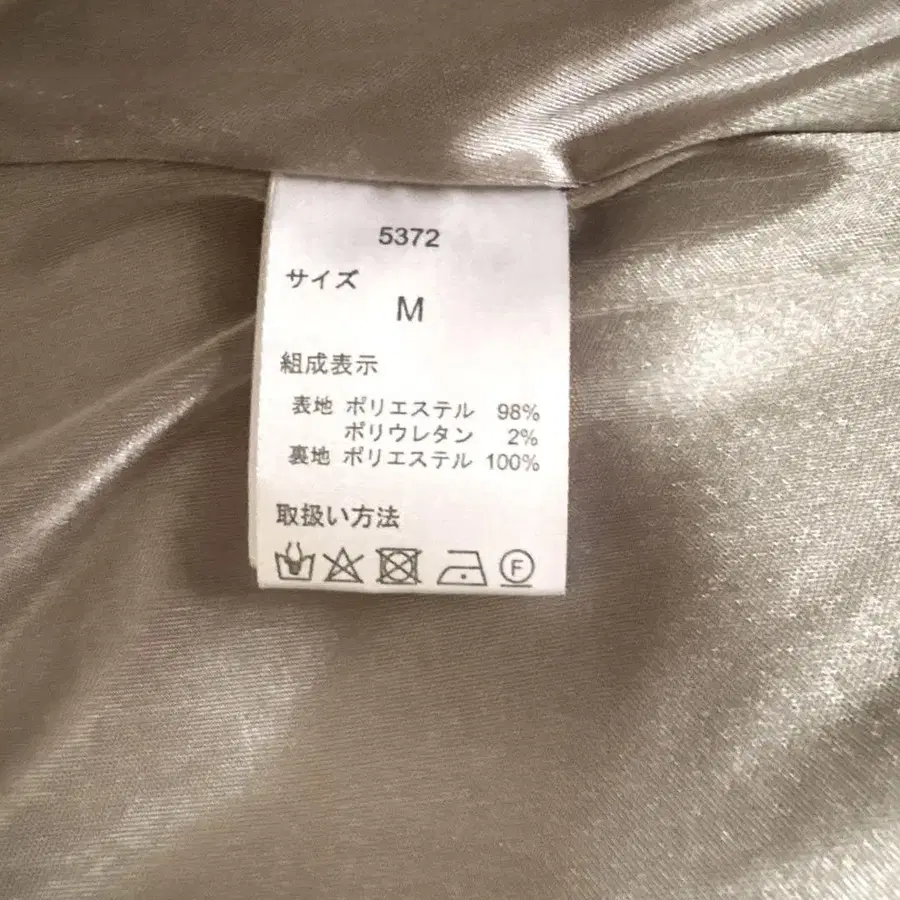 5372
サイズ
M
組成表示
表地 ポリエステル 98%
ポリウレタン 2%
裏地 ポリエステル 100%
取扱い方法
F